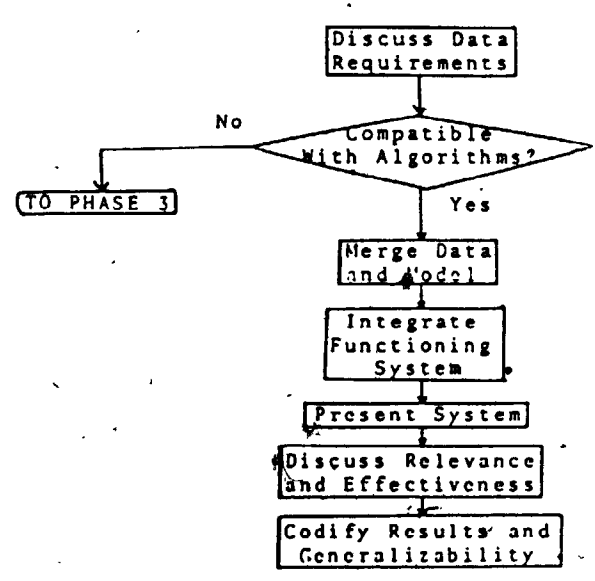 Discuss Data
Requirements
No
Compatible
With Algorithms?
TO PHASE 3
Yes
Merge Data
and Model
Integrate
Functioning
System
Present System
Discuss Relevance
and Effectiveness
Codify Results and
Generalizability